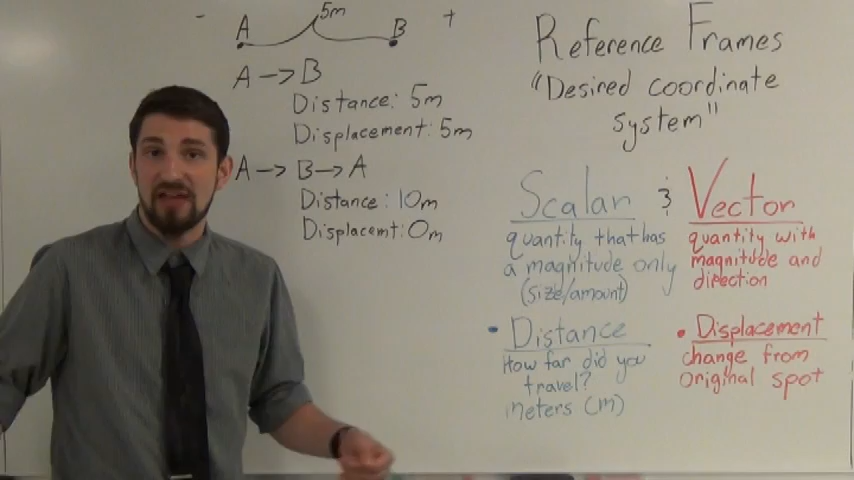 - A 5m B +
A -> B
Distance: 5m
Displacement: 5m
A -> B -> A
Distance: 10m
Displacemt: 0m
Reference Frames
"Desired coordinate
system"
Scalar & Vector
quantity that has
a magnitude only
(size/amount)
quantity with
magnitude and
direction
• Distance
How far did you
travel?
meters (m)
• Displacement
change from
original spot